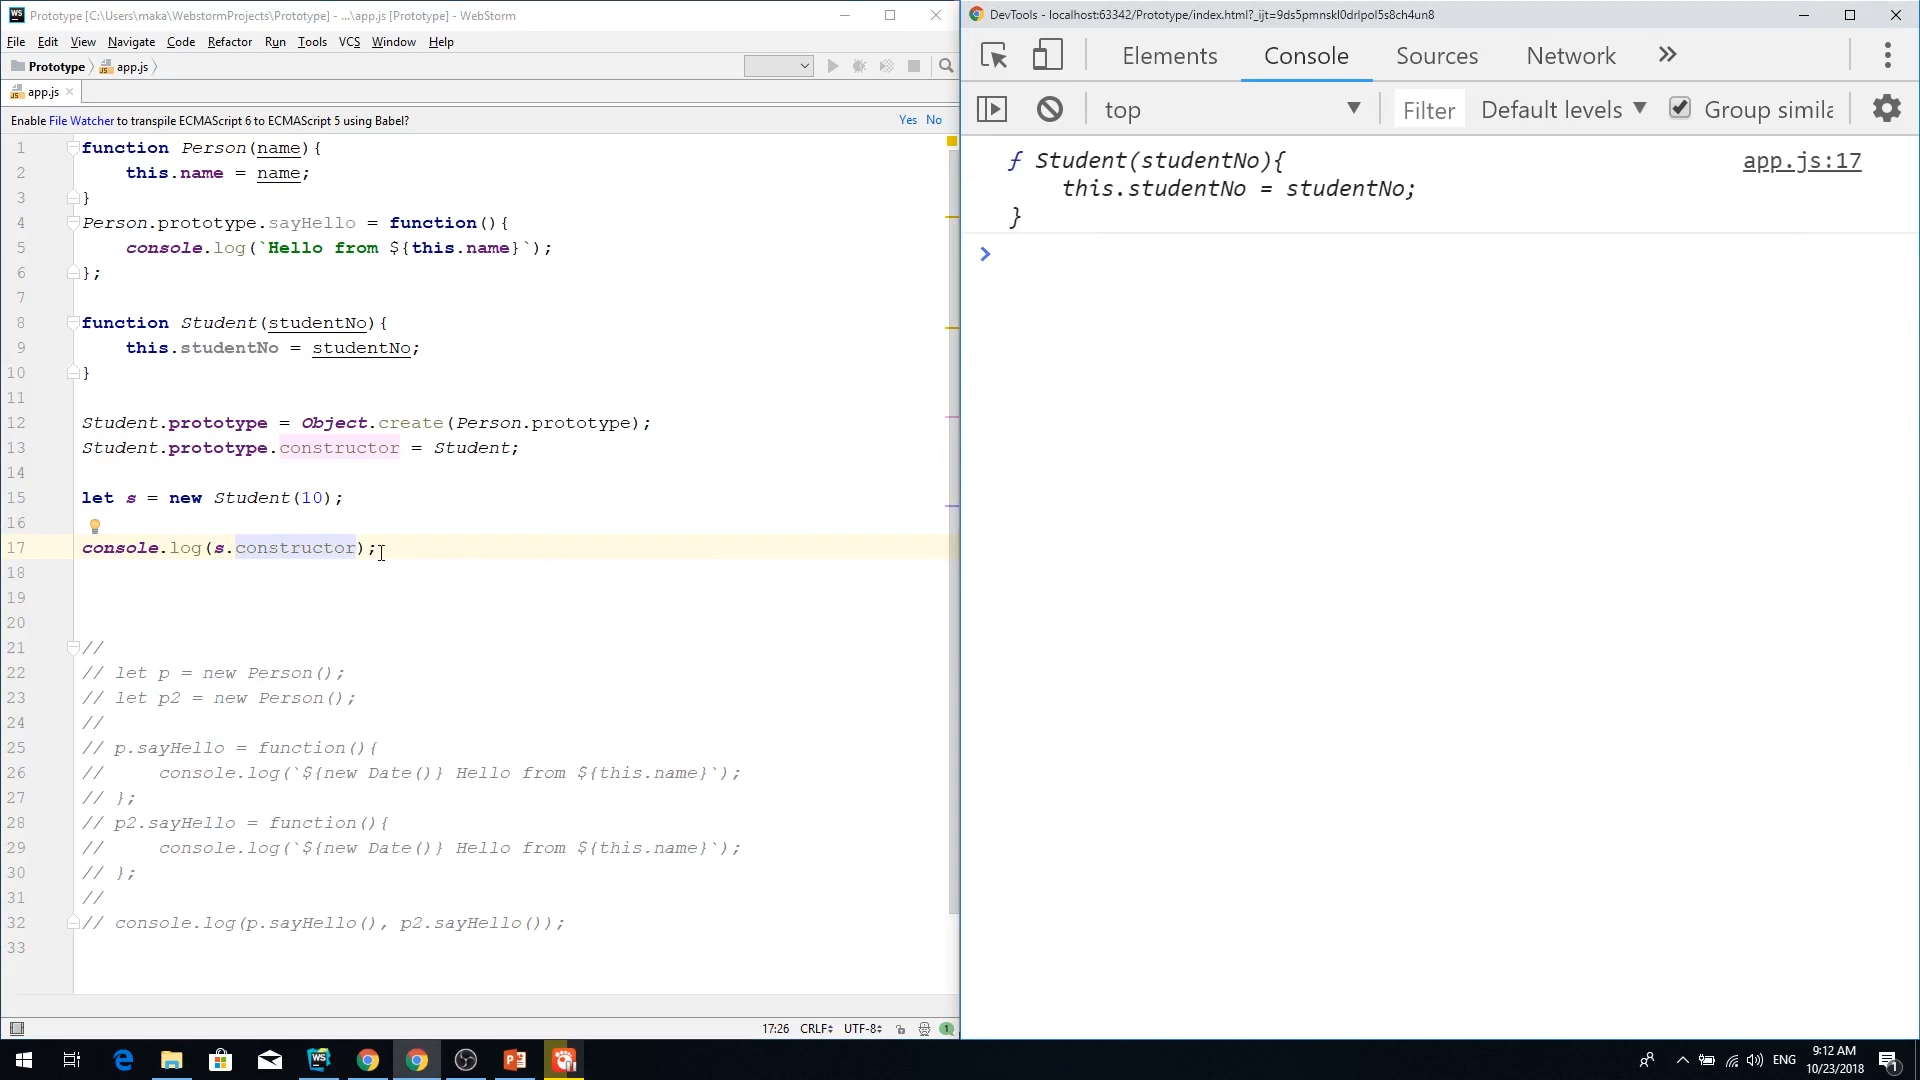 Prototype [C:\Users\maka\WebstormProjects\Prototype] - ...\app.js [Prototype] - WebStorm
File Edit View Navigate Code Refactor Run Tools VCS Window Help
Prototype app.js
app.js
Enable File Watcher to transpile ECMAScript 6 to ECMAScript 5 using Babel? Yes No
1 function Person(name){
2     this.name = name;
3 }
4 Person.prototype.sayHello = function(){
5     console.log(`Hello from ${this.name}`);
6 };
7
8 function Student(studentNo){
9     this.studentNo = studentNo;
10 }
11
12 Student.prototype = Object.create(Person.prototype);
13 Student.prototype.constructor = Student;
14
15 let s = new Student(10);
16
17 console.log(s.constructor);
18
19
20
21 //
22 // let p = new Person();
23 // let p2 = new Person();
24 //
25 // p.sayHello = function(){
26 //     console.log(`${new Date()} Hello from ${this.name}`);
27 // };
28 // p2.sayHello = function(){
29 //     console.log(`${new Date()} Hello from ${this.name}`);
30 // };
31 //
32 // console.log(p.sayHello(), p2.sayHello());
33
17:26 CRLF UTF-8 1
DevTools - localhost:63342/Prototype/index.html?_ijt=9ds5pmnskl0drlpol5s8ch4un8
Elements Console Sources Network
top Filter Default levels Group simila
ƒ Student(studentNo){ app.js:17
    this.studentNo = studentNo;
}
ENG 9:12 AM
10/23/2018 1